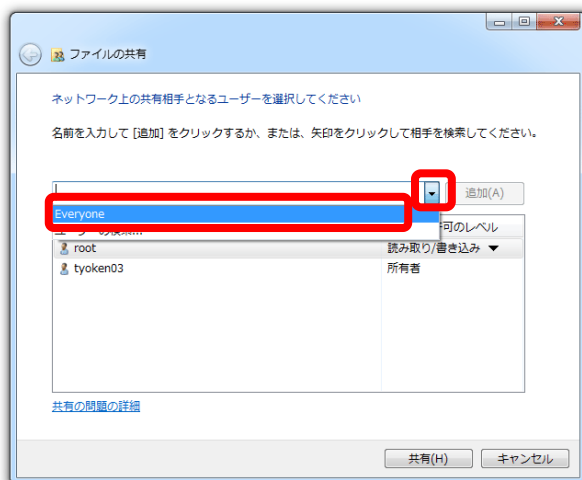 ファイルの共有
ネットワーク上の共有相手となるユーザーを選択してください
名前を入力して [追加] をクリックするか、または、矢印をクリックして相手を検索してください。
追加(A)
Everyone
可のレベル
root 読み取り/書き込み ▼
tyoken03 所有者
共有の問題の詳細
共有(H) キャンセル